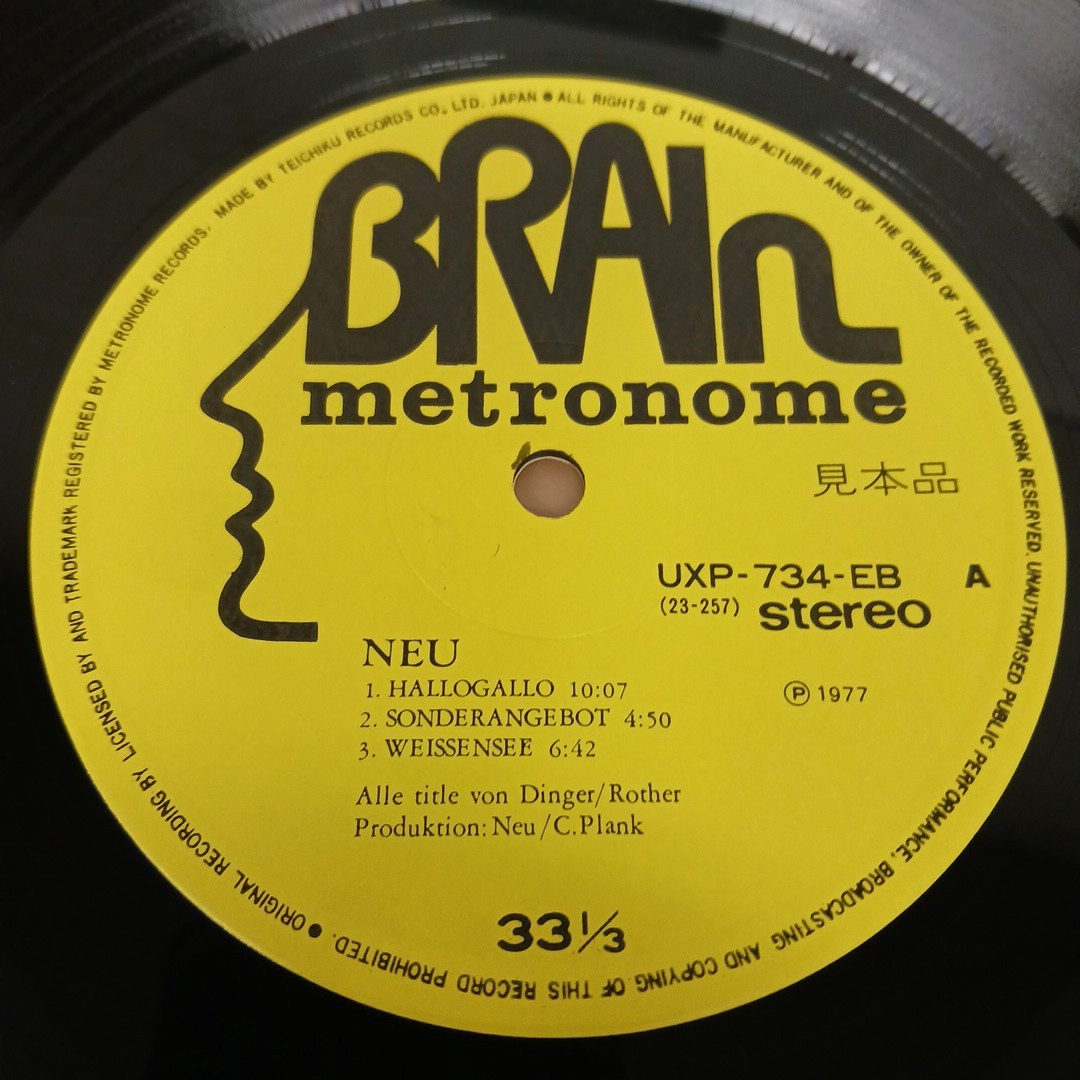 BRAIn
metronome
見本品
UXP-734-EB A
(23-257) stereo
NEU
1. HALLOGALLO 10:07
2. SONDERANGEBOT 4:50
3. WEISSENSEE 6:42
Ⓟ 1977
Alle title von Dinger/Rother
Produktion: Neu/C.Plank
33 1/3
● ORIGINAL RECORDING BY LICENSED BY AND TRADEMARK REGISTERED BY METRONOME RECORDS, MADE BY TEICHIKU RECORDS CO., LTD. JAPAN ● ALL RIGHTS OF THE MANUFACTURER AND OF THE OWNER OF THE RECORDED WORK RESERVED. UNAUTHORISED PUBLIC PERFORMANCE, BROADCASTING AND COPYING OF THIS RECORD PROHIBITED.